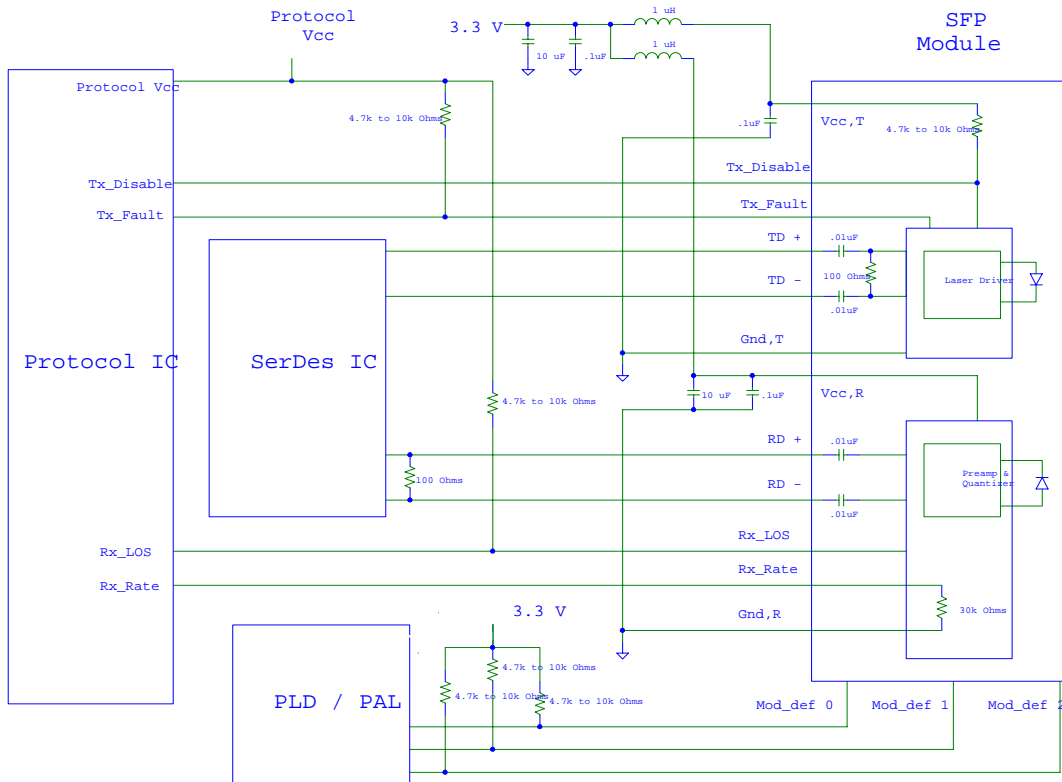 Protocol
Vcc
3.3 V
1 uH
SFP
Module
10 uF
.1uF
1 uH
Protocol Vcc
4.7k to 10k Ohms
.1uF
Vcc,T
4.7k to 10k Ohms
Tx_Disable
Tx_Disable
Tx_Fault
Tx_Fault
TD +
.01uF
TD -
100 Ohms
Laser Driver
.01uF
Gnd,T
Protocol IC
SerDes IC
4.7k to 10k Ohms
10 uF
.1uF
Vcc,R
RD +
.01uF
100 Ohms
RD -
Preamp &
Quantizer
.01uF
Rx_LOS
Rx_LOS
Rx_Rate
Rx_Rate
3.3 V
Gnd,R
30k Ohms
4.7k to 10k Ohms
4.7k to 10k Ohms
4.7k to 10k Ohms
PLD / PAL
Mod_def 0
Mod_def 1
Mod_def 2